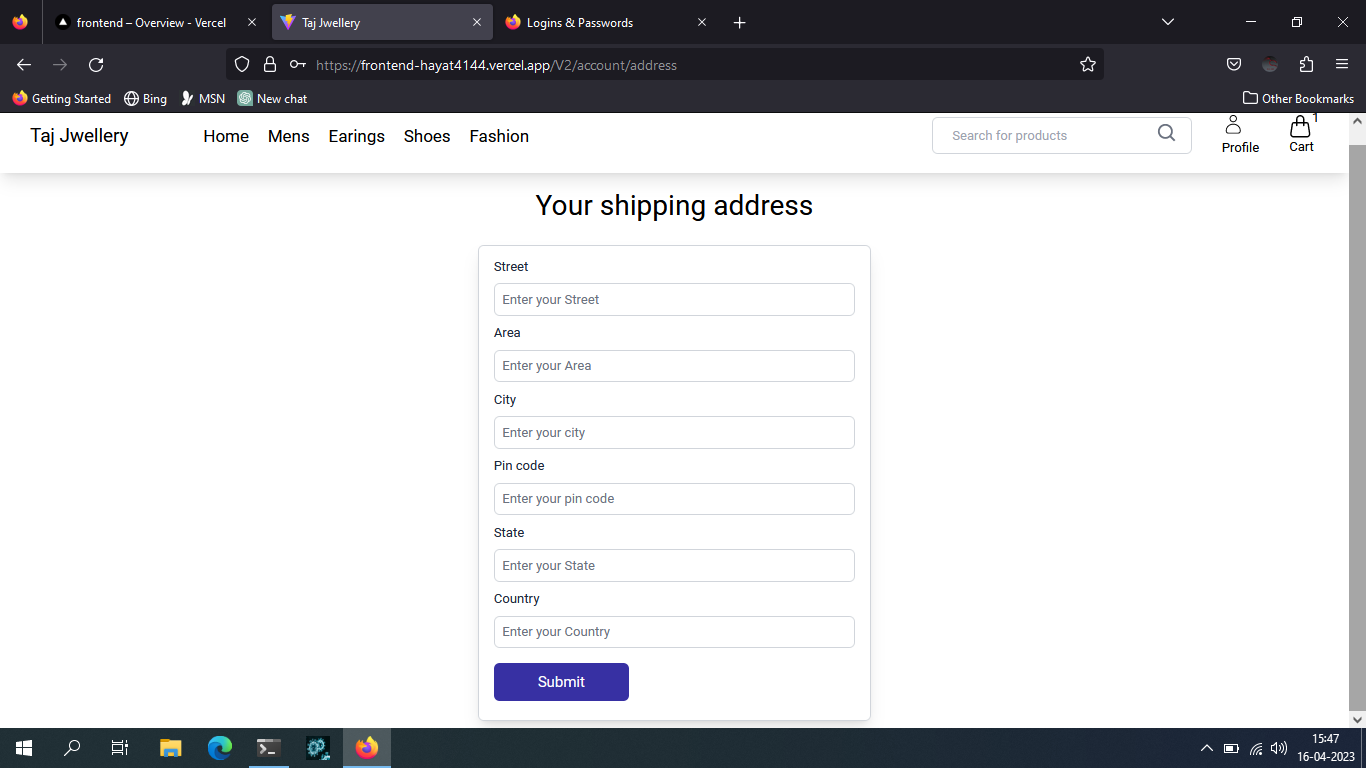 frontend – Overview - Vercel
Taj Jwellery
Logins & Passwords
https://frontend-hayat4144.vercel.app/V2/account/address
Getting Started Bing MSN New chat Other Bookmarks
Taj Jwellery Home Mens Earings Shoes Fashion Search for products Profile Cart 1
Your shipping address
Street
Enter your Street
Area
Enter your Area
City
Enter your city
Pin code
Enter your pin code
State
Enter your State
Country
Enter your Country
Submit
15:47
16-04-2023